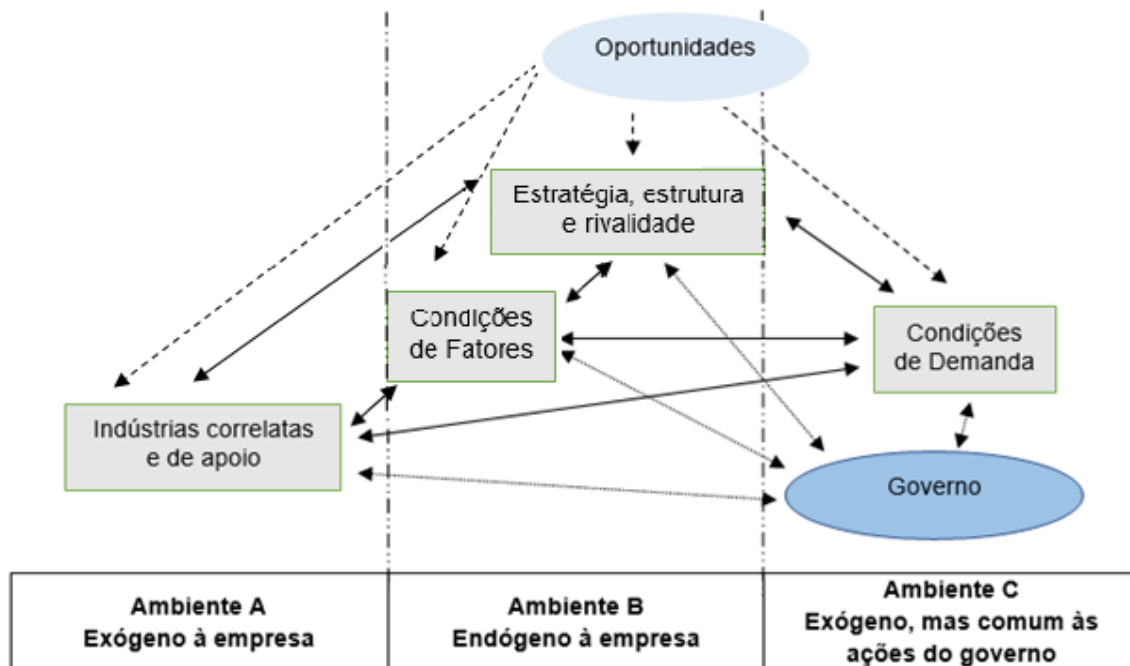 Oportunidades
Estratégia, estrutura
e rivalidade
Condições
de Fatores
Condições
de Demanda
Indústrias correlatas
e de apoio
Governo
Ambiente A
Exógeno à empresa
Ambiente B
Endógeno à empresa
Ambiente C
Exógeno, mas comum às
ações do governo